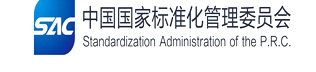 SAC 中国国家标准化管理委员会
Standardization Administration of the P.R.C.